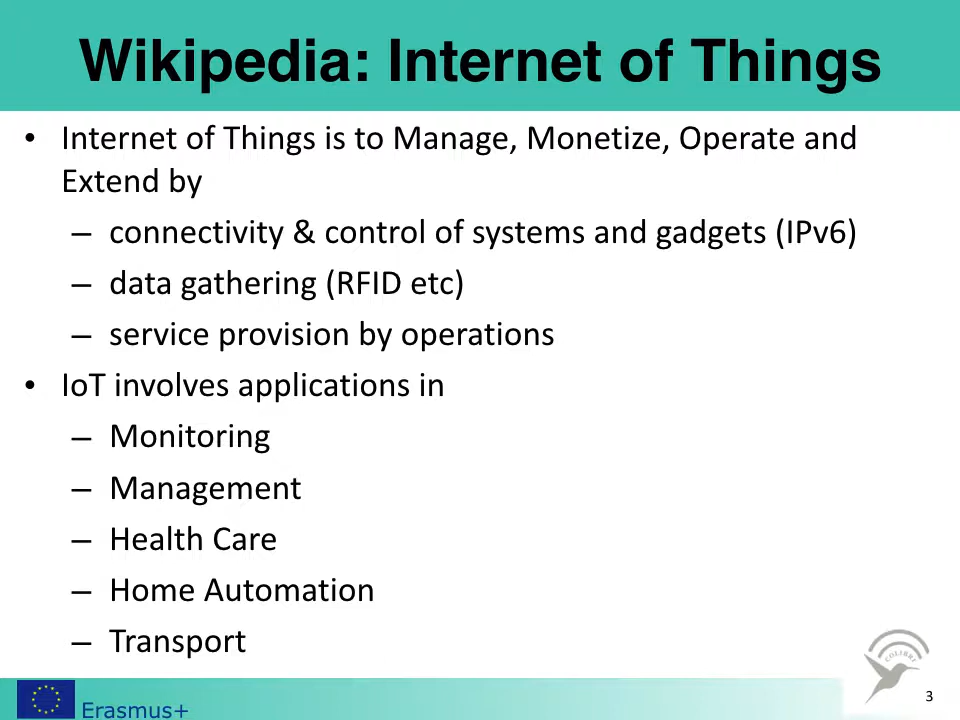 Wikipedia: Internet of Things
• Internet of Things is to Manage, Monetize, Operate and
Extend by
– connectivity & control of systems and gadgets (IPv6)
– data gathering (RFID etc)
– service provision by operations
• IoT involves applications in
– Monitoring
– Management
– Health Care
– Home Automation
– Transport
COLIBRI
Erasmus+
3